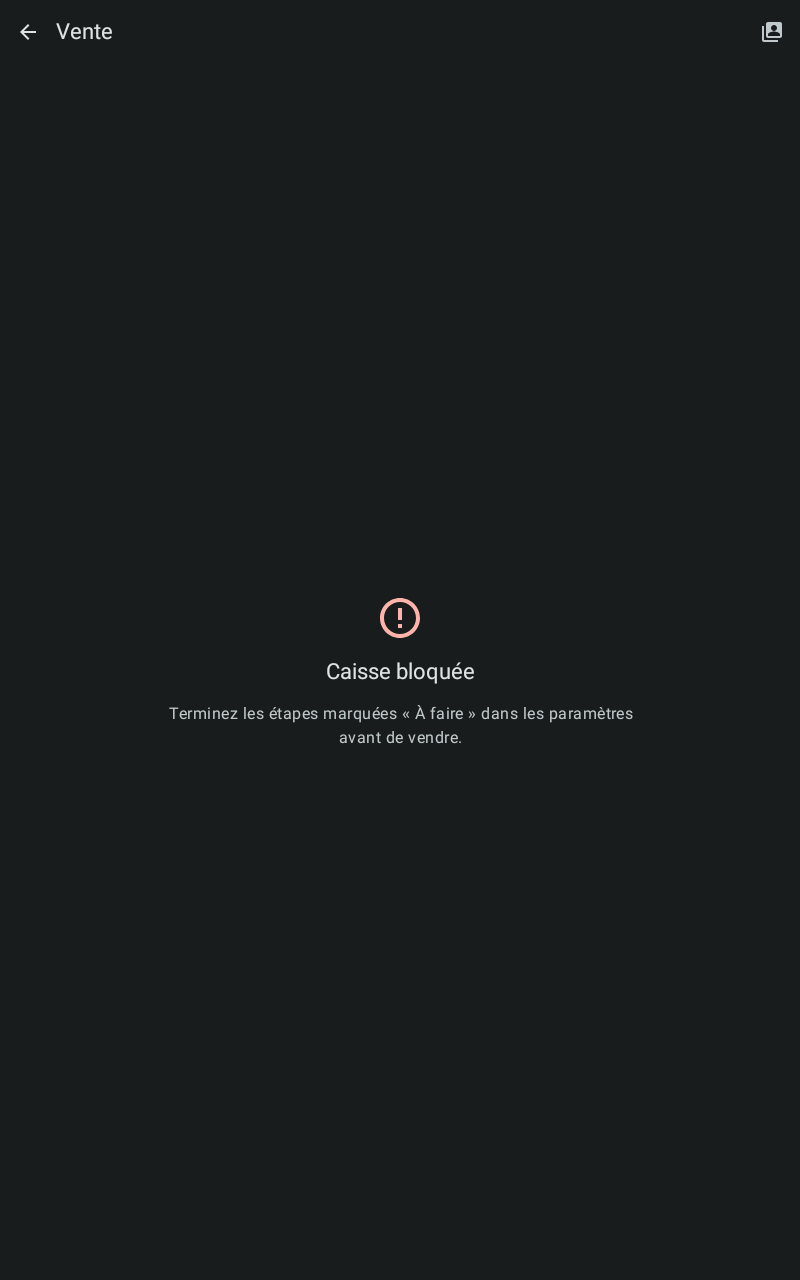 Vente
Caisse bloquée
Terminez les étapes marquées « À faire » dans les paramètres
avant de vendre.